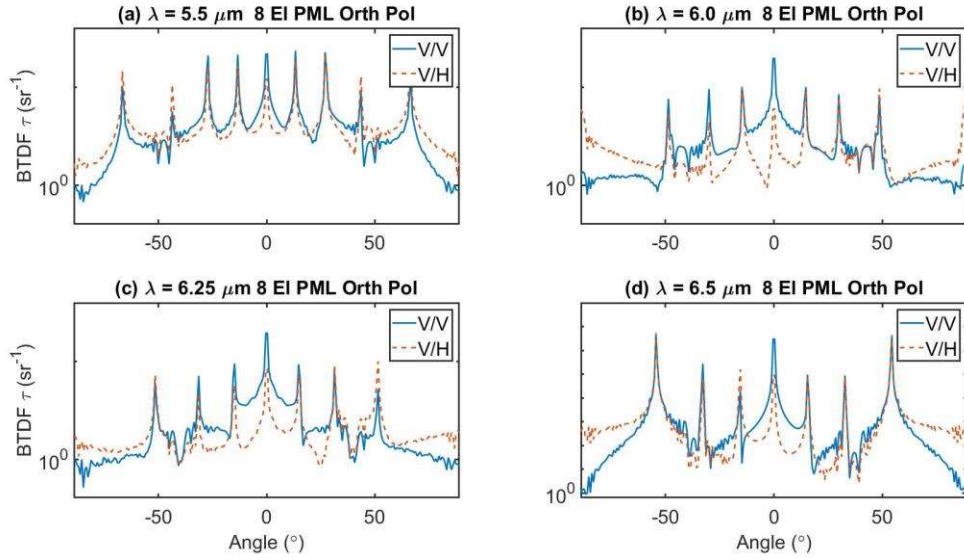 (a) λ = 5.5 μm 8 El PML Orth Pol
BTDF τ (sr⁻¹)
10⁰
V/V
V/H
-50 0 50
(b) λ = 6.0 μm 8 El PML Orth Pol
10⁰
V/V
V/H
-50 0 50
(c) λ = 6.25 μm 8 El PML Orth Pol
BTDF τ (sr⁻¹)
10⁰
V/V
V/H
-50 0 50
Angle (°)
(d) λ = 6.5 μm 8 El PML Orth Pol
10⁰
V/V
V/H
-50 0 50
Angle (°)